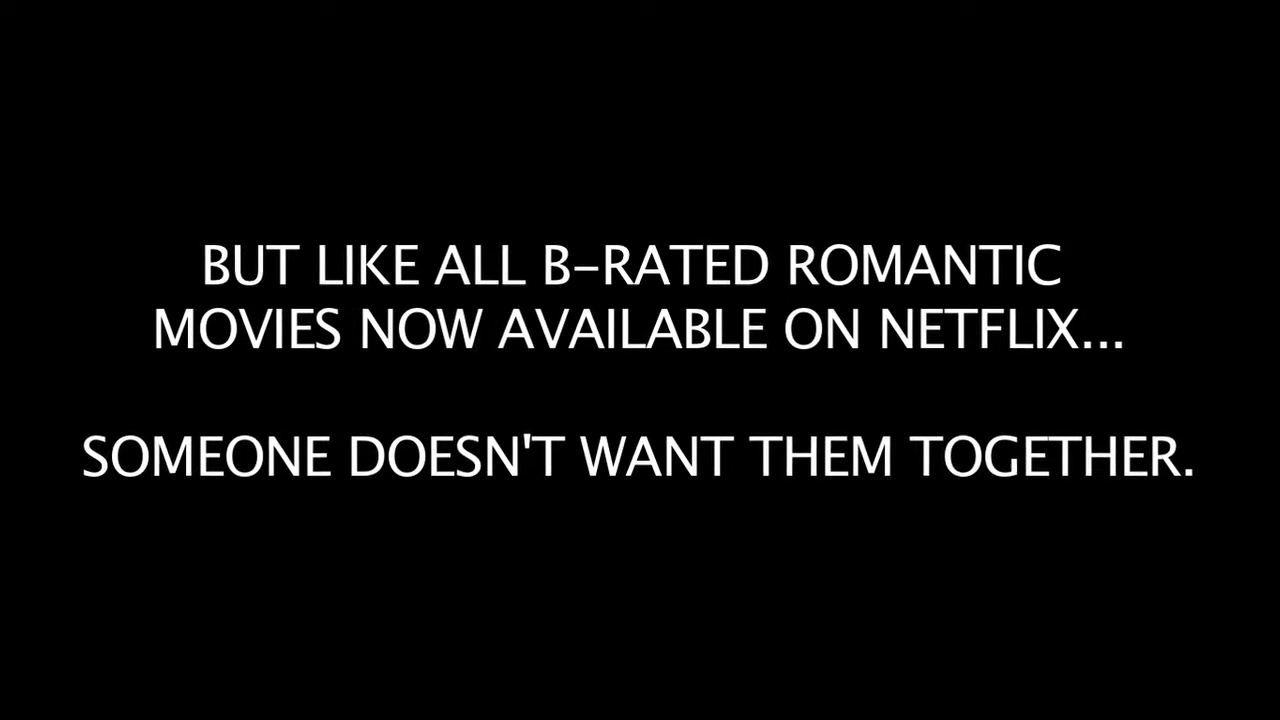 BUT LIKE ALL B-RATED ROMANTIC
MOVIES NOW AVAILABLE ON NETFLIX...
SOMEONE DOESN'T WANT THEM TOGETHER.